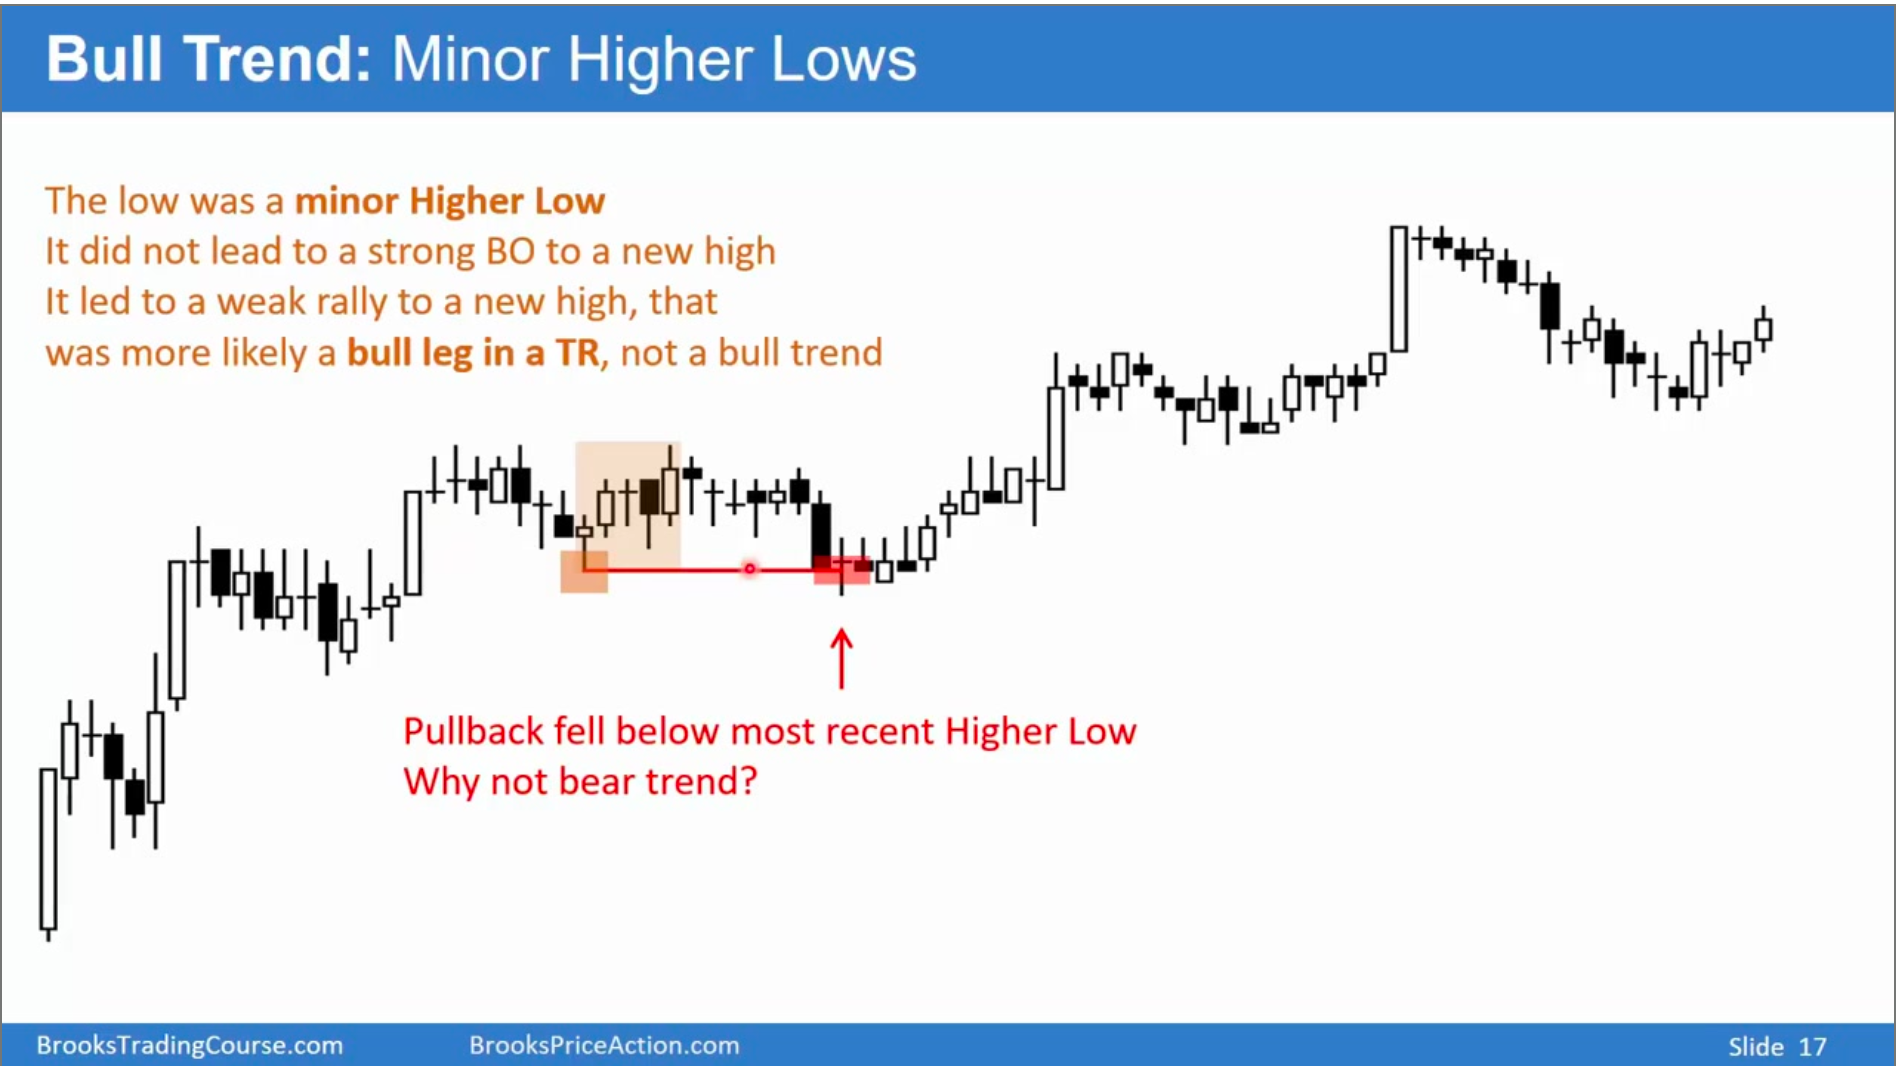 Bull Trend: Minor Higher Lows
The low was a minor Higher Low
It did not lead to a strong BO to a new high
It led to a weak rally to a new high, that
was more likely a bull leg in a TR, not a bull trend
Pullback fell below most recent Higher Low
Why not bear trend?
BrooksTradingCourse.com
BrooksPriceAction.com
Slide 17